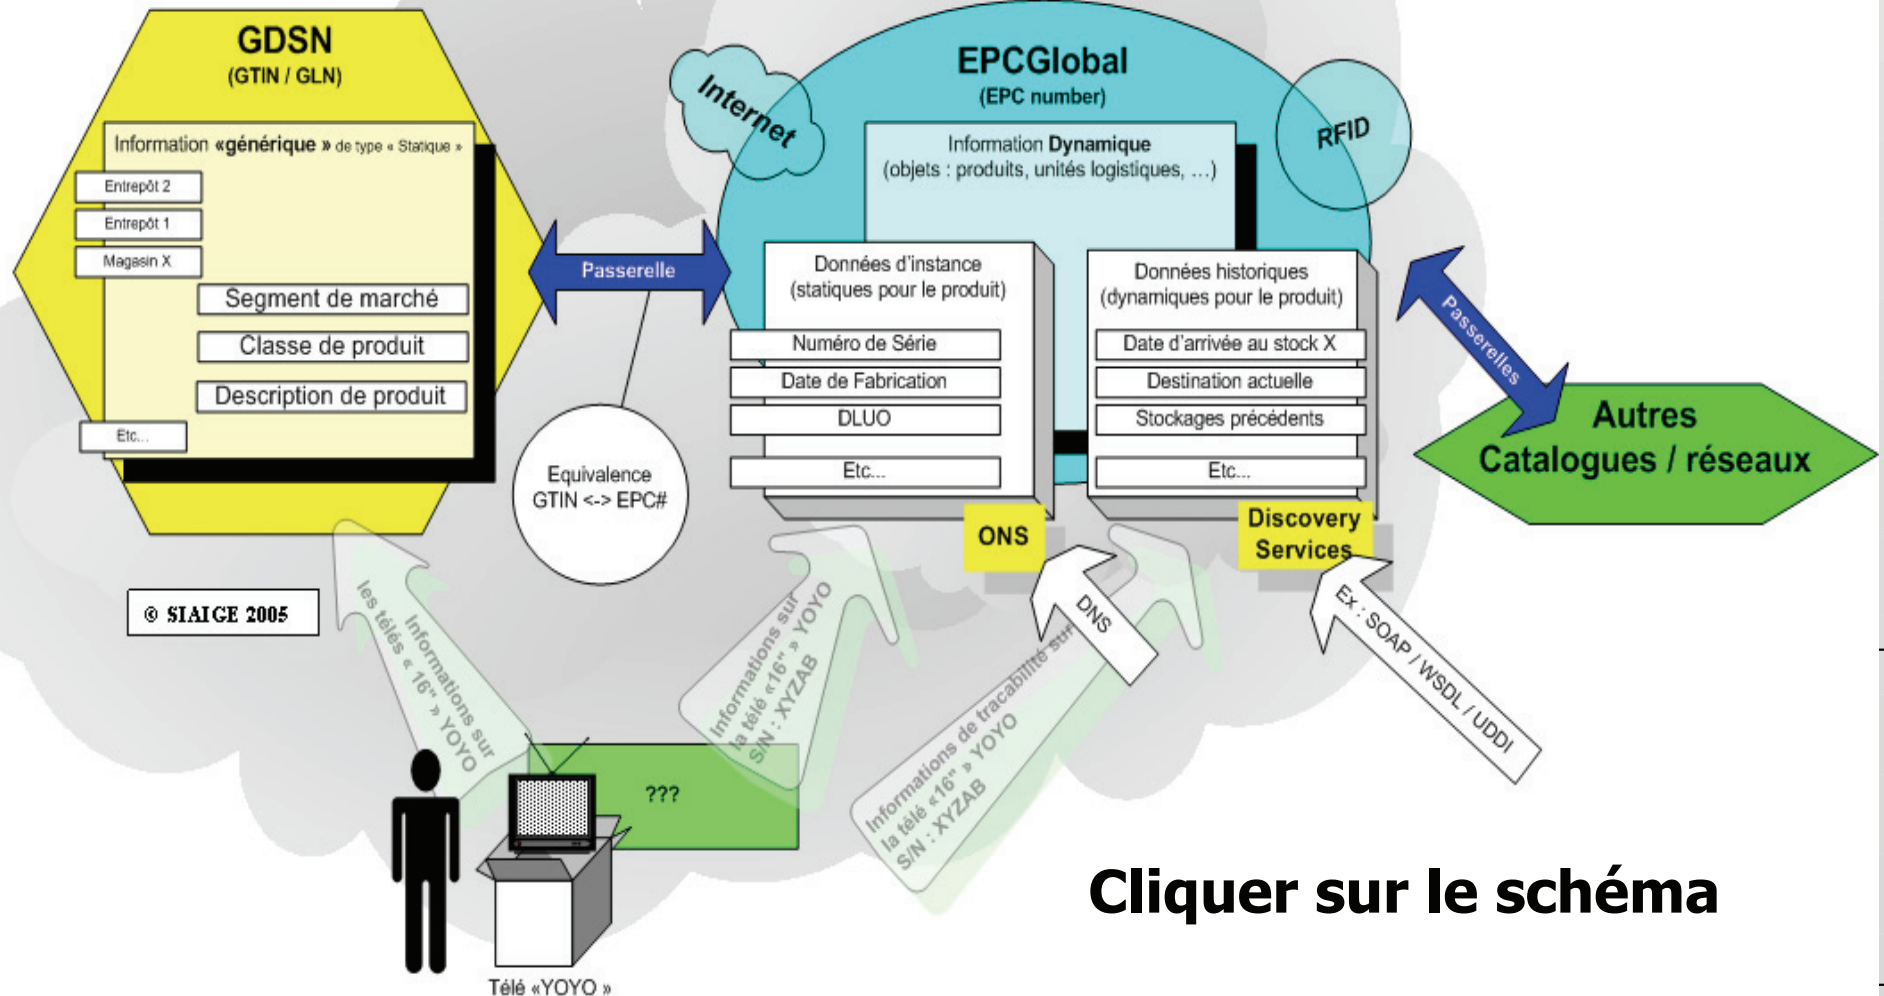 GDSN
(GTIN / GLN)
Information «générique » de type « Statique »
Entrepôt 2
Entrepôt 1
Magasin X
Segment de marché
Classe de produit
Description de produit
Etc...
Passerelle
Equivalence
GTIN <-> EPC#
Internet
EPCGlobal
(EPC number)
RFID
Information Dynamique
(objets : produits, unités logistiques, ...)
Données d'instance
(statiques pour le produit)
Numéro de Série
Date de Fabrication
DLUO
Etc...
ONS
Données historiques
(dynamiques pour le produit)
Date d'arrivée au stock X
Destination actuelle
Stockages précédents
Etc...
Discovery
Services
Passerelles
Autres
Catalogues / réseaux
DNS
Ex : SOAP / WSDL / UDDI
© SIAIGE 2005
Informations sur
les télés « 16" » YOYO
Informations sur
la télé «16" » YOYO
S/N : XYZAB
Informations de tracabilité sur
la télé «16" » YOYO
S/N : XYZAB
???
Télé «YOYO »
Cliquer sur le schéma